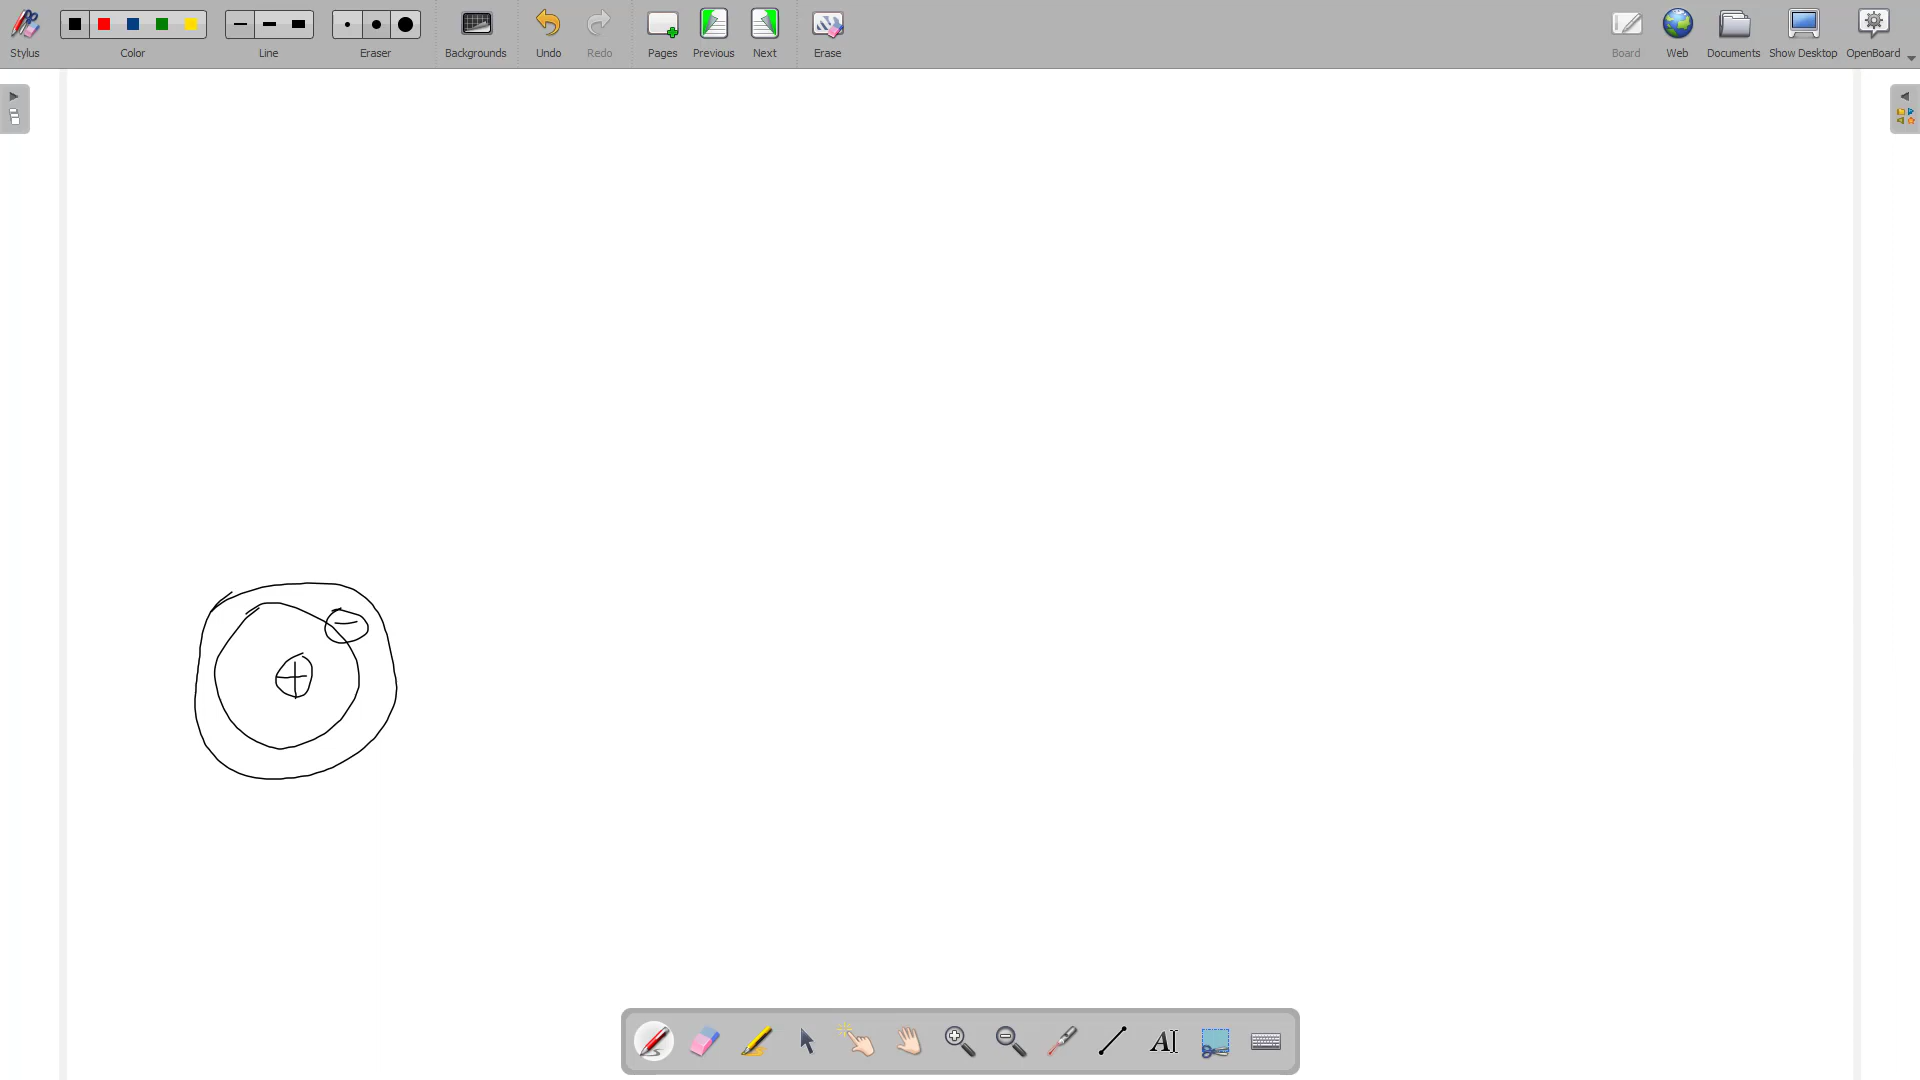 Stylus Color Line Eraser Backgrounds Undo Redo Pages Previous Next Erase Board Web Documents Show Desktop OpenBoard
+
−
A